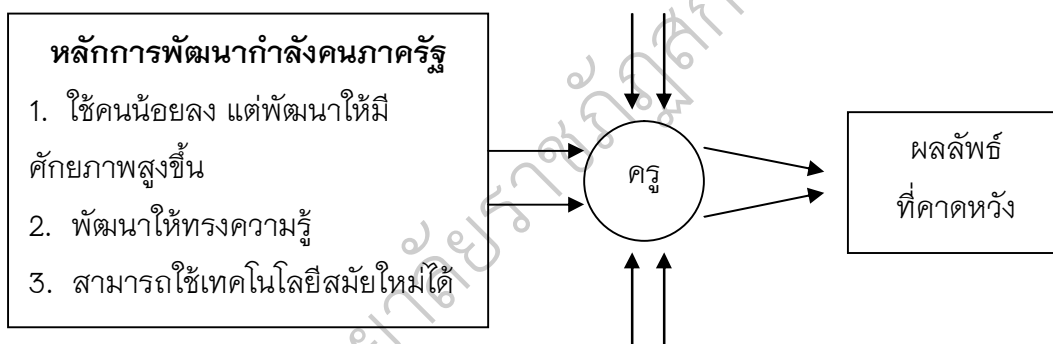 หลักการพัฒนากำลังคนภาครัฐ
1. ใช้คนน้อยลง แต่พัฒนาให้มี
ศักยภาพสูงขึ้น
2. พัฒนาให้ทรงความรู้
3. สามารถใช้เทคโนโลยีสมัยใหม่ได้
ครู
ผลลัพธ์
ที่คาดหวัง